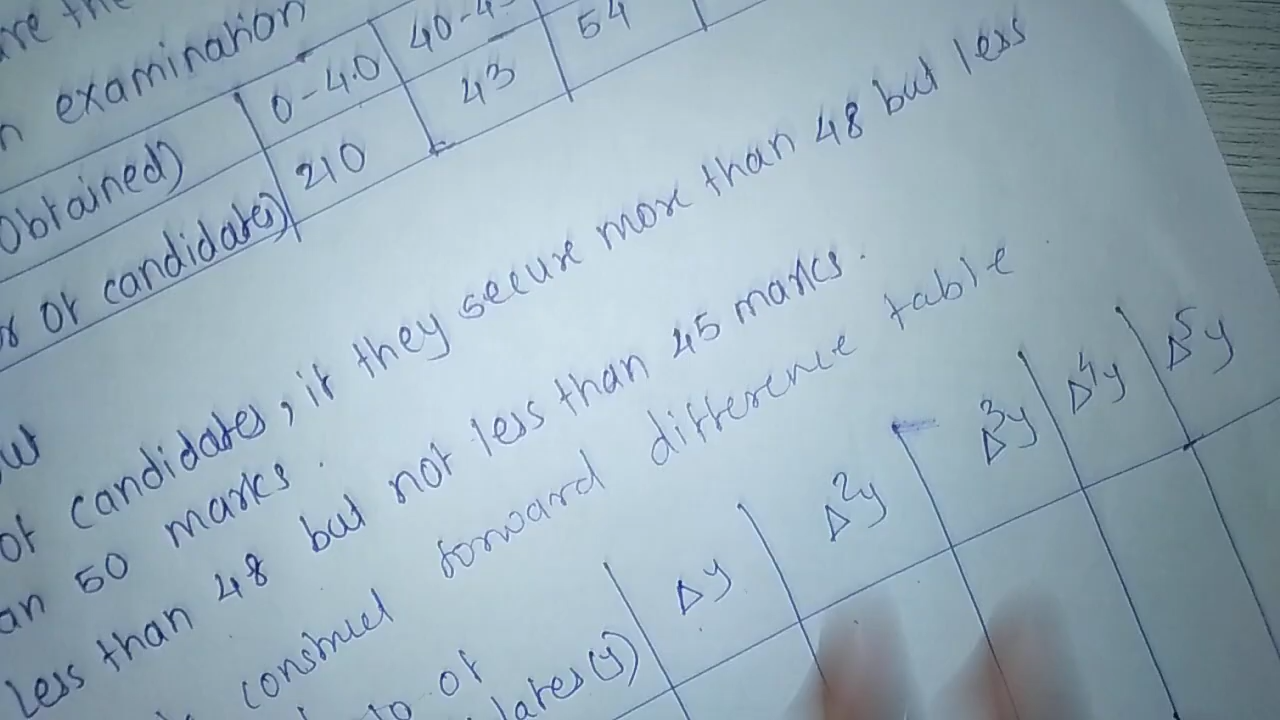 examination
Obtained) 0-40 40-4
candidates) 210 43 54
of candidates, if they secure more than 48 but less
50 marks.
Less than 48 but not less than 45 marks.
construct forward difference table
to of
(y) Δy Δ²y Δ³y Δ⁴y Δ⁵y